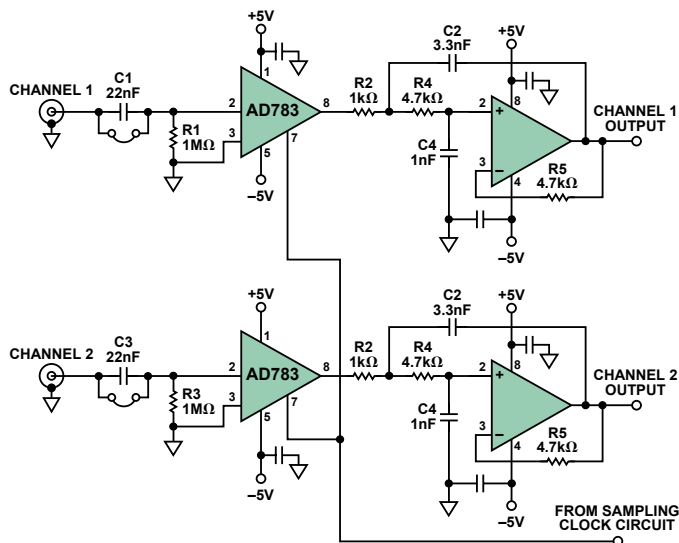 +5V
C2
3.3nF
+5V
CHANNEL 1
C1
22nF
1
R2
1kΩ
R4
4.7kΩ
8
CHANNEL 1
OUTPUT
2
AD783
8
2
+
R1
1MΩ
3
7
5
C4
1nF
3
–
R5
4.7kΩ
4
–5V
–5V
+5V
C2
3.3nF
+5V
CHANNEL 2
C3
22nF
1
R2
1kΩ
R4
4.7kΩ
8
CHANNEL 2
OUTPUT
2
AD783
8
2
+
R3
1MΩ
3
7
5
C4
1nF
3
–
R5
4.7kΩ
4
–5V
–5V
FROM SAMPLING
CLOCK CIRCUIT